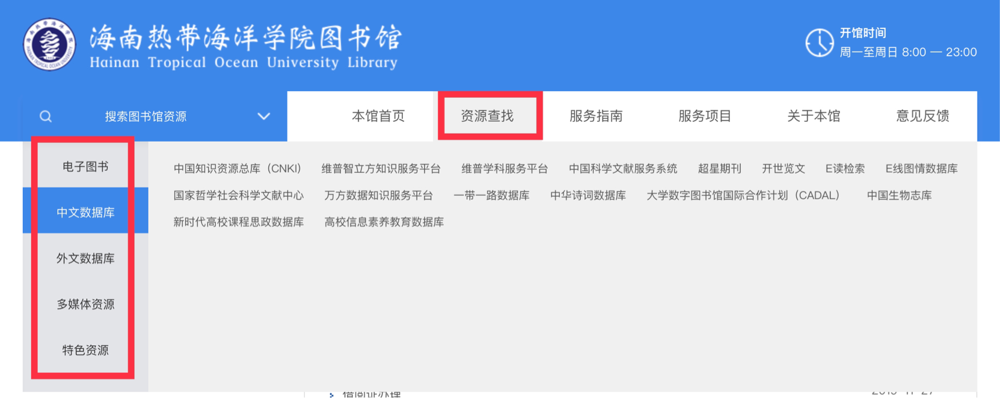 海南热带海洋学院图书馆
Hainan Tropical Ocean University Library
开馆时间
周一至周日 8:00 — 23:00
搜索图书馆资源
本馆首页 资源查找 服务指南 服务项目 关于本馆 意见反馈
电子图书
中文数据库
外文数据库
多媒体资源
特色资源
中国知识资源总库（CNKI） 维普智立方知识服务平台 维普学科服务平台 中国科学文献服务系统 超星期刊 开世览文 E读检索 E线图情数据库
国家哲学社会科学文献中心 万方数据知识服务平台 一带一路数据库 中华诗词数据库 大学数字图书馆国际合作计划（CADAL） 中国生物志库
新时代高校课程思政数据库 高校信息素养教育数据库
借阅证办理